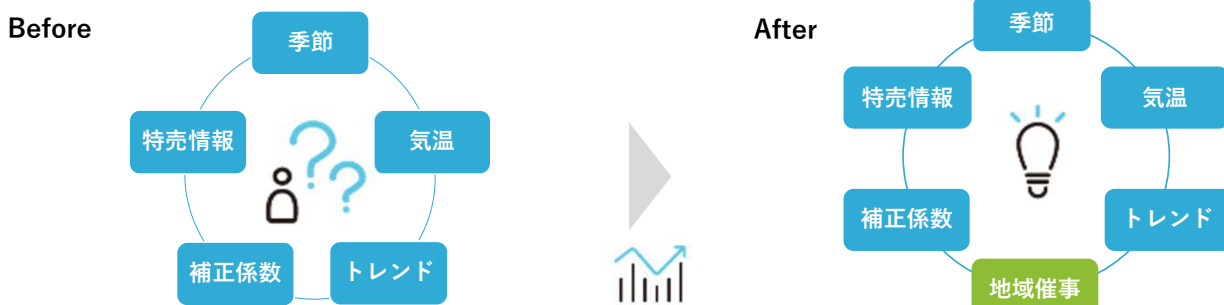 Before
季節
特売情報
気温
補正係数
トレンド
After
季節
特売情報
気温
補正係数
トレンド
地域催事